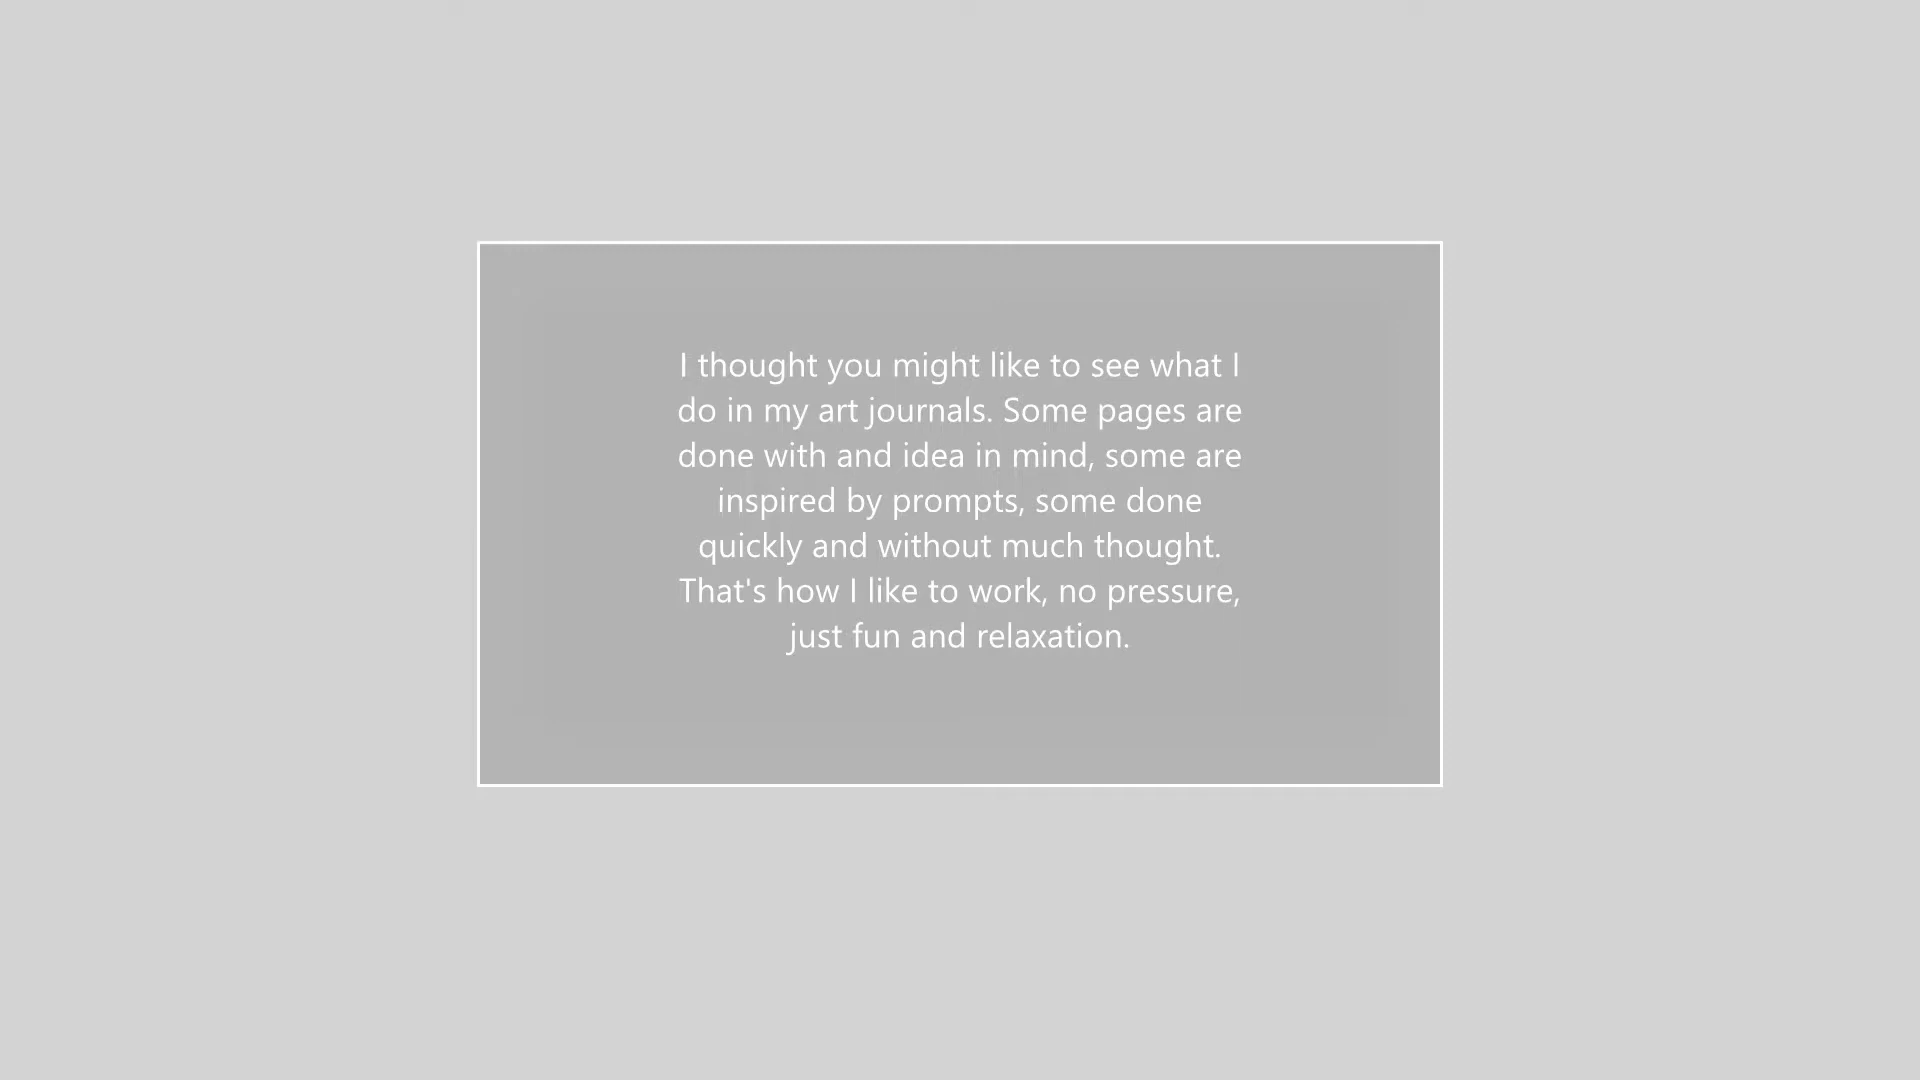 I thought you might like to see what I
do in my art journals. Some pages are
done with and idea in mind, some are
inspired by prompts, some done
quickly and without much thought.
That's how I like to work, no pressure,
just fun and relaxation.